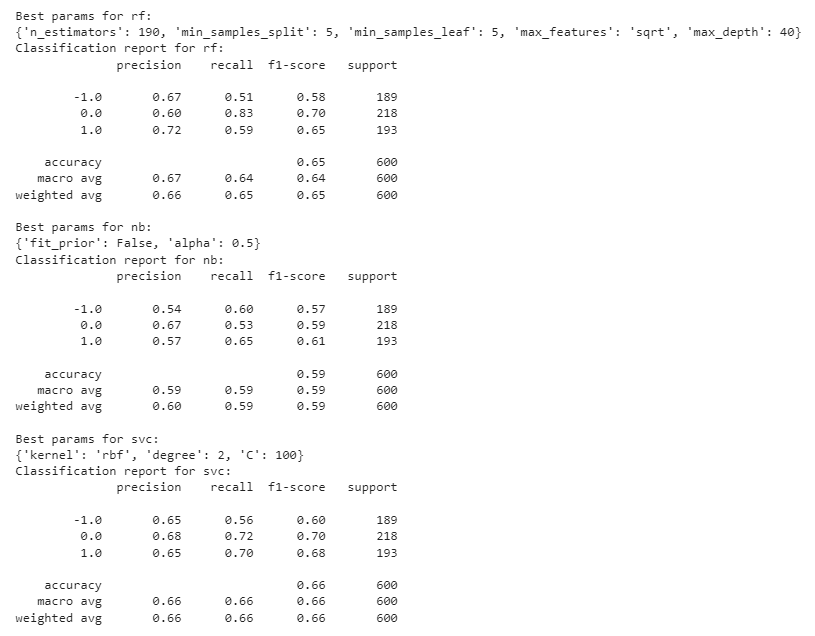 Best params for rf:
{'n_estimators': 190, 'min_samples_split': 5, 'min_samples_leaf': 5, 'max_features': 'sqrt', 'max_depth': 40}
Classification report for rf:
precision recall f1-score support
-1.0 0.67 0.51 0.58 189
0.0 0.60 0.83 0.70 218
1.0 0.72 0.59 0.65 193
accuracy 0.65 600
macro avg 0.67 0.64 0.64 600
weighted avg 0.66 0.65 0.65 600
Best params for nb:
{'fit_prior': False, 'alpha': 0.5}
Classification report for nb:
precision recall f1-score support
-1.0 0.54 0.60 0.57 189
0.0 0.67 0.53 0.59 218
1.0 0.57 0.65 0.61 193
accuracy 0.59 600
macro avg 0.59 0.59 0.59 600
weighted avg 0.60 0.59 0.59 600
Best params for svc:
{'kernel': 'rbf', 'degree': 2, 'C': 100}
Classification report for svc:
precision recall f1-score support
-1.0 0.65 0.56 0.60 189
0.0 0.68 0.72 0.70 218
1.0 0.65 0.70 0.68 193
accuracy 0.66 600
macro avg 0.66 0.66 0.66 600
weighted avg 0.66 0.66 0.66 600